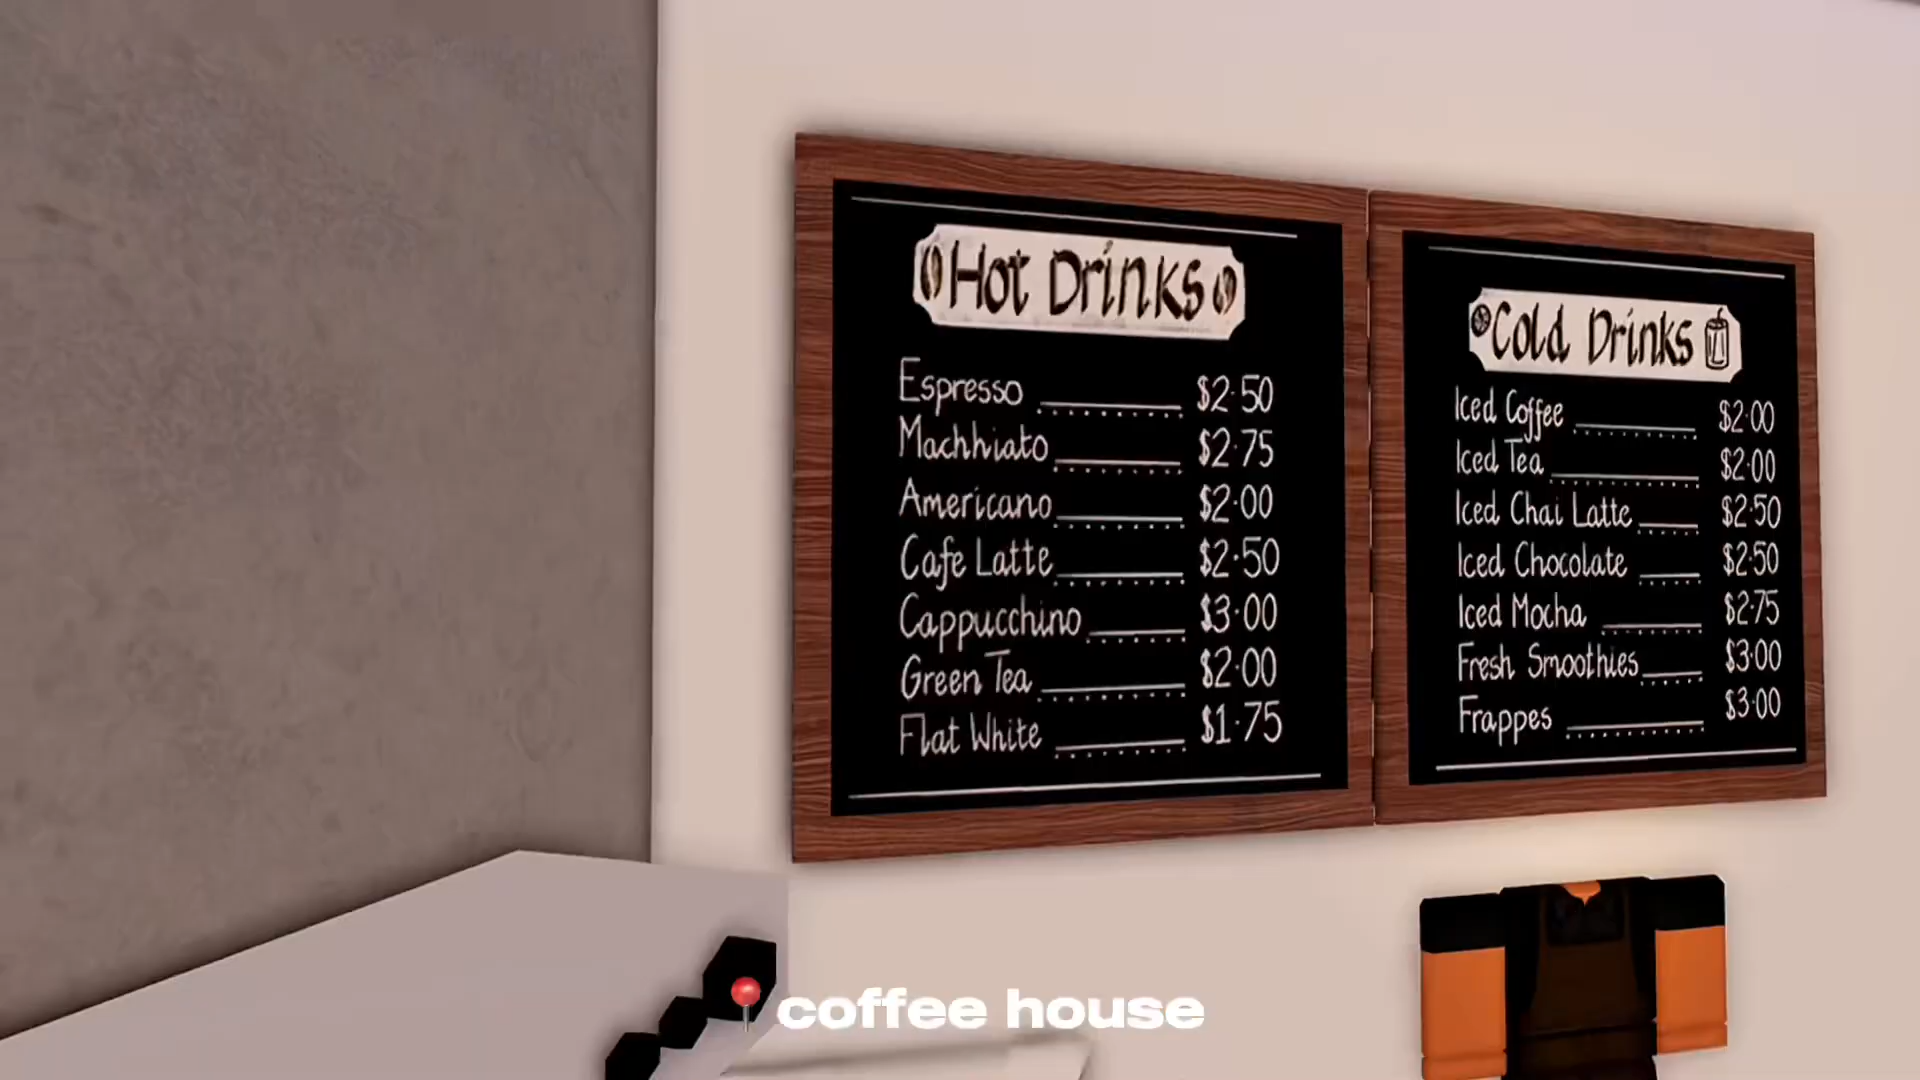 Hot Drinks
Espresso $2.50
Machhiato $2.75
Americano $2.00
Cafe Latte $2.50
Cappucchino $3.00
Green Tea $2.00
Flat White $1.75
Cold Drinks
Iced Coffee $2.00
Iced Tea $2.00
Iced Chai Latte $2.50
Iced Chocolate $2.50
Iced Mocha $2.75
Fresh Smoothies $3.00
Frappes $3.00
coffee house